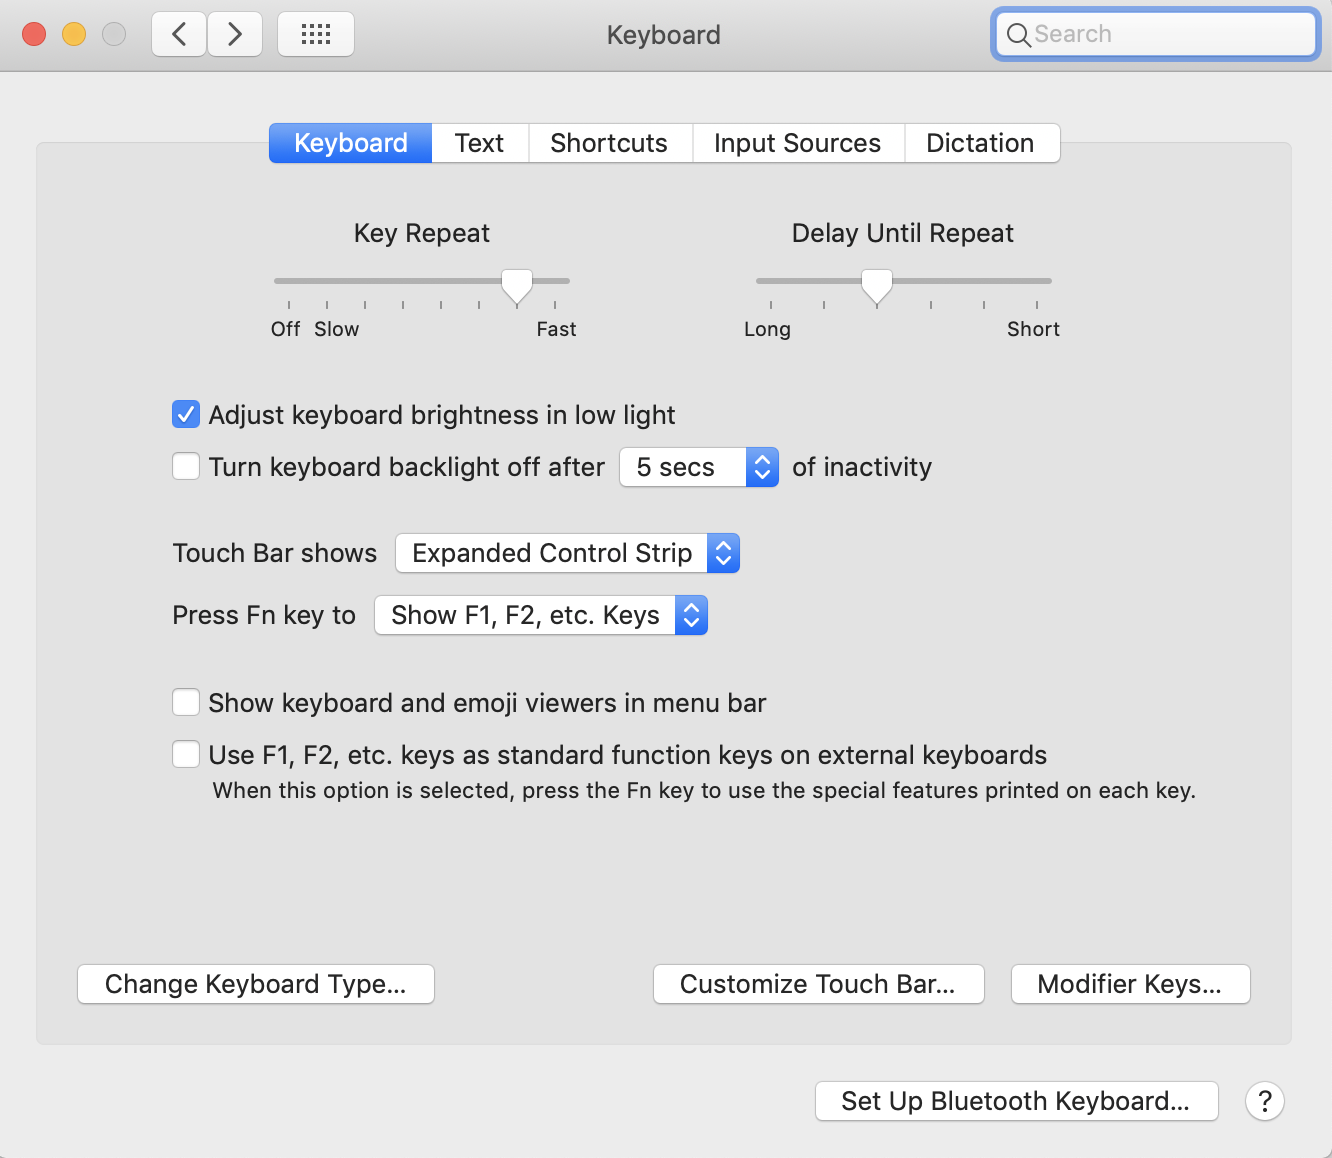 Keyboard
Search
Keyboard Text Shortcuts Input Sources Dictation
Key Repeat
Off Slow Fast
Delay Until Repeat
Long Short
Adjust keyboard brightness in low light
Turn keyboard backlight off after 5 secs of inactivity
Touch Bar shows Expanded Control Strip
Press Fn key to Show F1, F2, etc. Keys
Show keyboard and emoji viewers in menu bar
Use F1, F2, etc. keys as standard function keys on external keyboards
When this option is selected, press the Fn key to use the special features printed on each key.
Change Keyboard Type... Customize Touch Bar... Modifier Keys...
Set Up Bluetooth Keyboard... ?